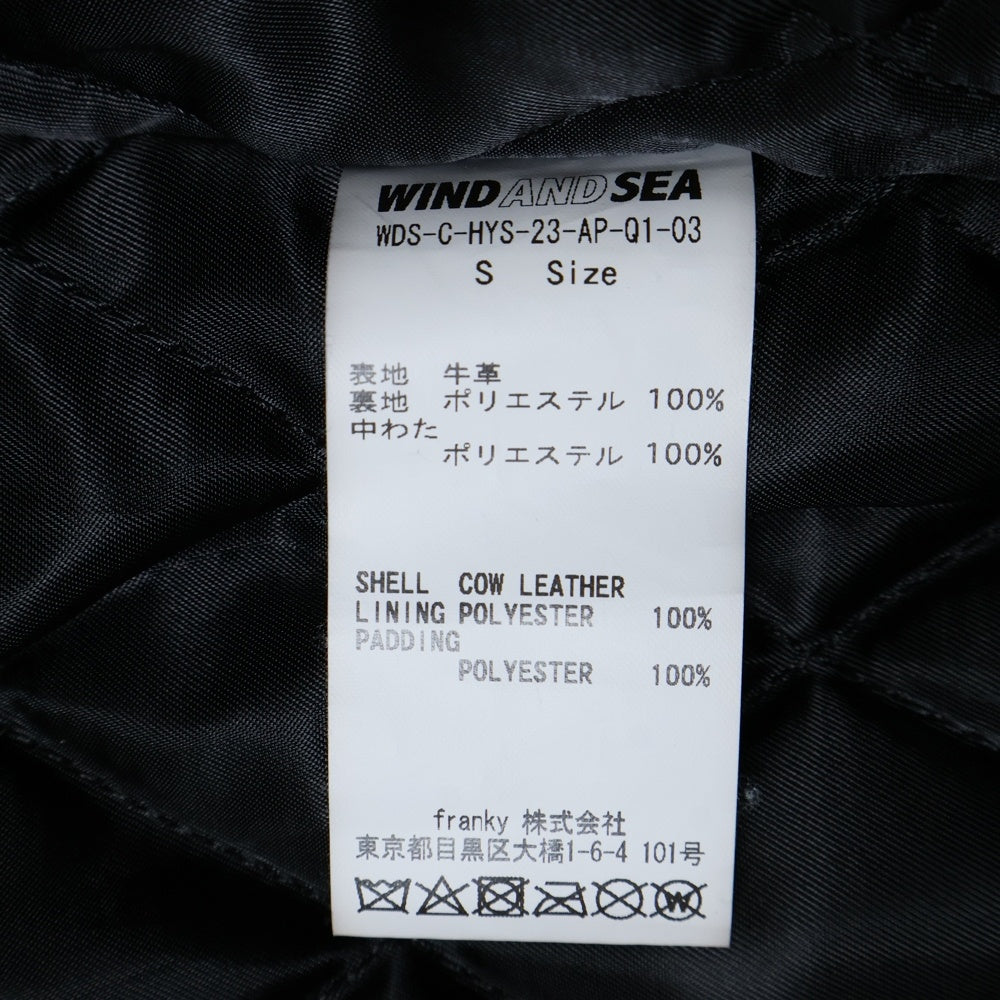 WIND AND SEA
WDS-C-HYS-23-AP-Q1-03
S Size
表地 牛革
裏地 ポリエステル 100%
中わた
ポリエステル 100%
SHELL COW LEATHER
LINING POLYESTER 100%
PADDING
POLYESTER 100%
franky 株式会社
東京都目黒区大橋1-6-4 101号
W